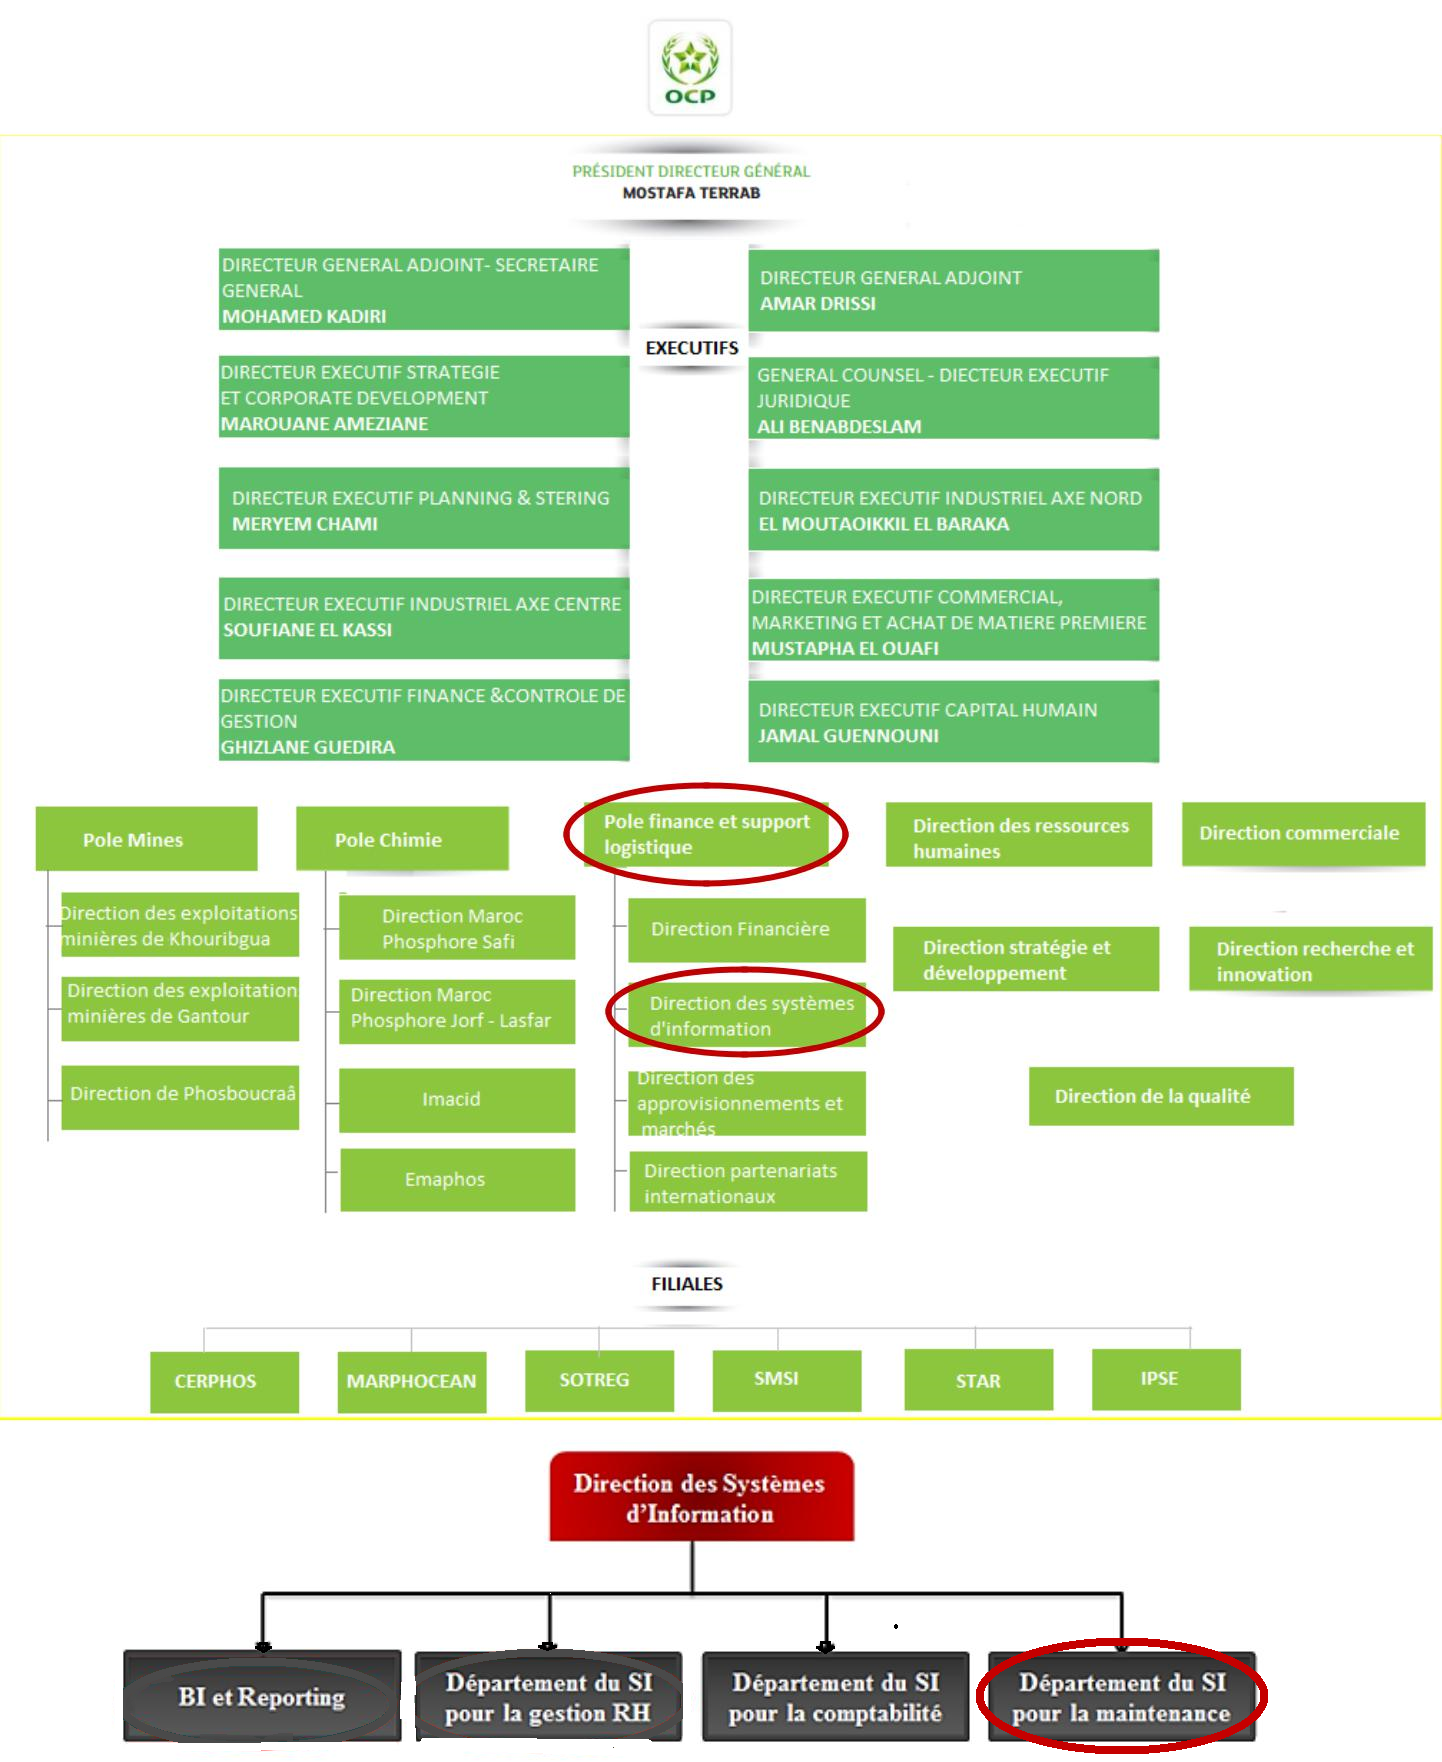 OCP
PRÉSIDENT DIRECTEUR GÉNÉRAL
MOSTAFA TERRAB
DIRECTEUR GENERAL ADJOINT- SECRETAIRE
GENERAL
MOHAMED KADIRI
DIRECTEUR GENERAL ADJOINT
AMAR DRISSI
EXECUTIFS
DIRECTEUR EXECUTIF STRATEGIE
ET CORPORATE DEVELOPMENT
MAROUANE AMEZIANE
GENERAL COUNSEL - DIECTEUR EXECUTIF
JURIDIQUE
ALI BENABDESLAM
DIRECTEUR EXECUTIF PLANNING & STERING
MERYEM CHAMI
DIRECTEUR EXECUTIF INDUSTRIEL AXE NORD
EL MOUTAOIKKIL EL BARAKA
DIRECTEUR EXECUTIF INDUSTRIEL AXE CENTRE
SOUFIANE EL KASSI
DIRECTEUR EXECUTIF COMMERCIAL,
MARKETING ET ACHAT DE MATIERE PREMIERE
MUSTAPHA EL OUAFI
DIRECTEUR EXECUTIF FINANCE &CONTROLE DE
GESTION
GHIZLANE GUEDIRA
DIRECTEUR EXECUTIF CAPITAL HUMAIN
JAMAL GUENNOUNI
Pole Mines
Direction des exploitations
minières de Khouribgua
Direction des exploitation
minières de Gantour
Direction de Phosboucraâ
Pole Chimie
Direction Maroc
Phosphore Safi
Direction Maroc
Phosphore Jorf - Lasfar
Imacid
Emaphos
Pole finance et support
logistique
Direction Financière
Direction des systèmes
d'information
Direction des
approvisionnements et
marchés
Direction partenariats
internationaux
Direction des ressources
humaines
Direction commerciale
Direction stratégie et
développement
Direction recherche et
innovation
Direction de la qualité
FILIALES
CERPHOS
MARPHOCEAN
SOTREG
SMSI
STAR
IPSE
Direction des Systèmes
d’Information
BI et Reporting
Département du SI
pour la gestion RH
Département du SI
pour la comptabilité
Département du SI
pour la maintenance